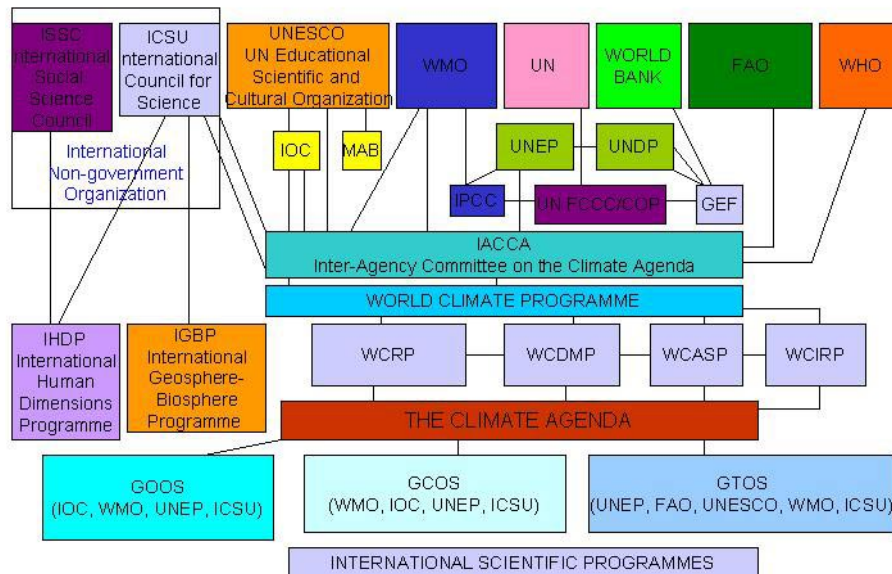 ISSC
International
Social
Science
Council
ICSU
International
Council for
Science
UNESCO
UN Educational
Scientific and
Cultural Organization
WMO
UN
WORLD
BANK
FAO
WHO
International
Non-government
Organization
IOC
MAB
UNEP
UNDP
IPCC
UN FCCC/COP
GEF
IACCA
Inter-Agency Committee on the Climate Agenda
WORLD CLIMATE PROGRAMME
IHDP
International
Human
Dimensions
Programme
IGBP
International
Geosphere-
Biosphere
Programme
WCRP
WCDMP
WCASP
WCIRP
THE CLIMATE AGENDA
GOOS
(IOC, WMO, UNEP, ICSU)
GCOS
(WMO, IOC, UNEP, ICSU)
GTOS
(UNEP, FAO, UNESCO, WMO, ICSU)
INTERNATIONAL SCIENTIFIC PROGRAMMES